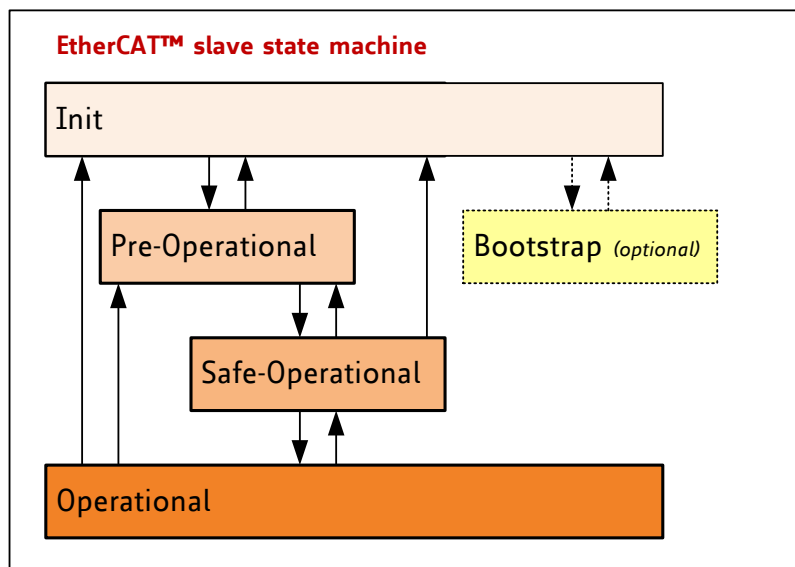 EtherCAT™ slave state machine
Init
Pre-Operational
Bootstrap (optional)
Safe-Operational
Operational